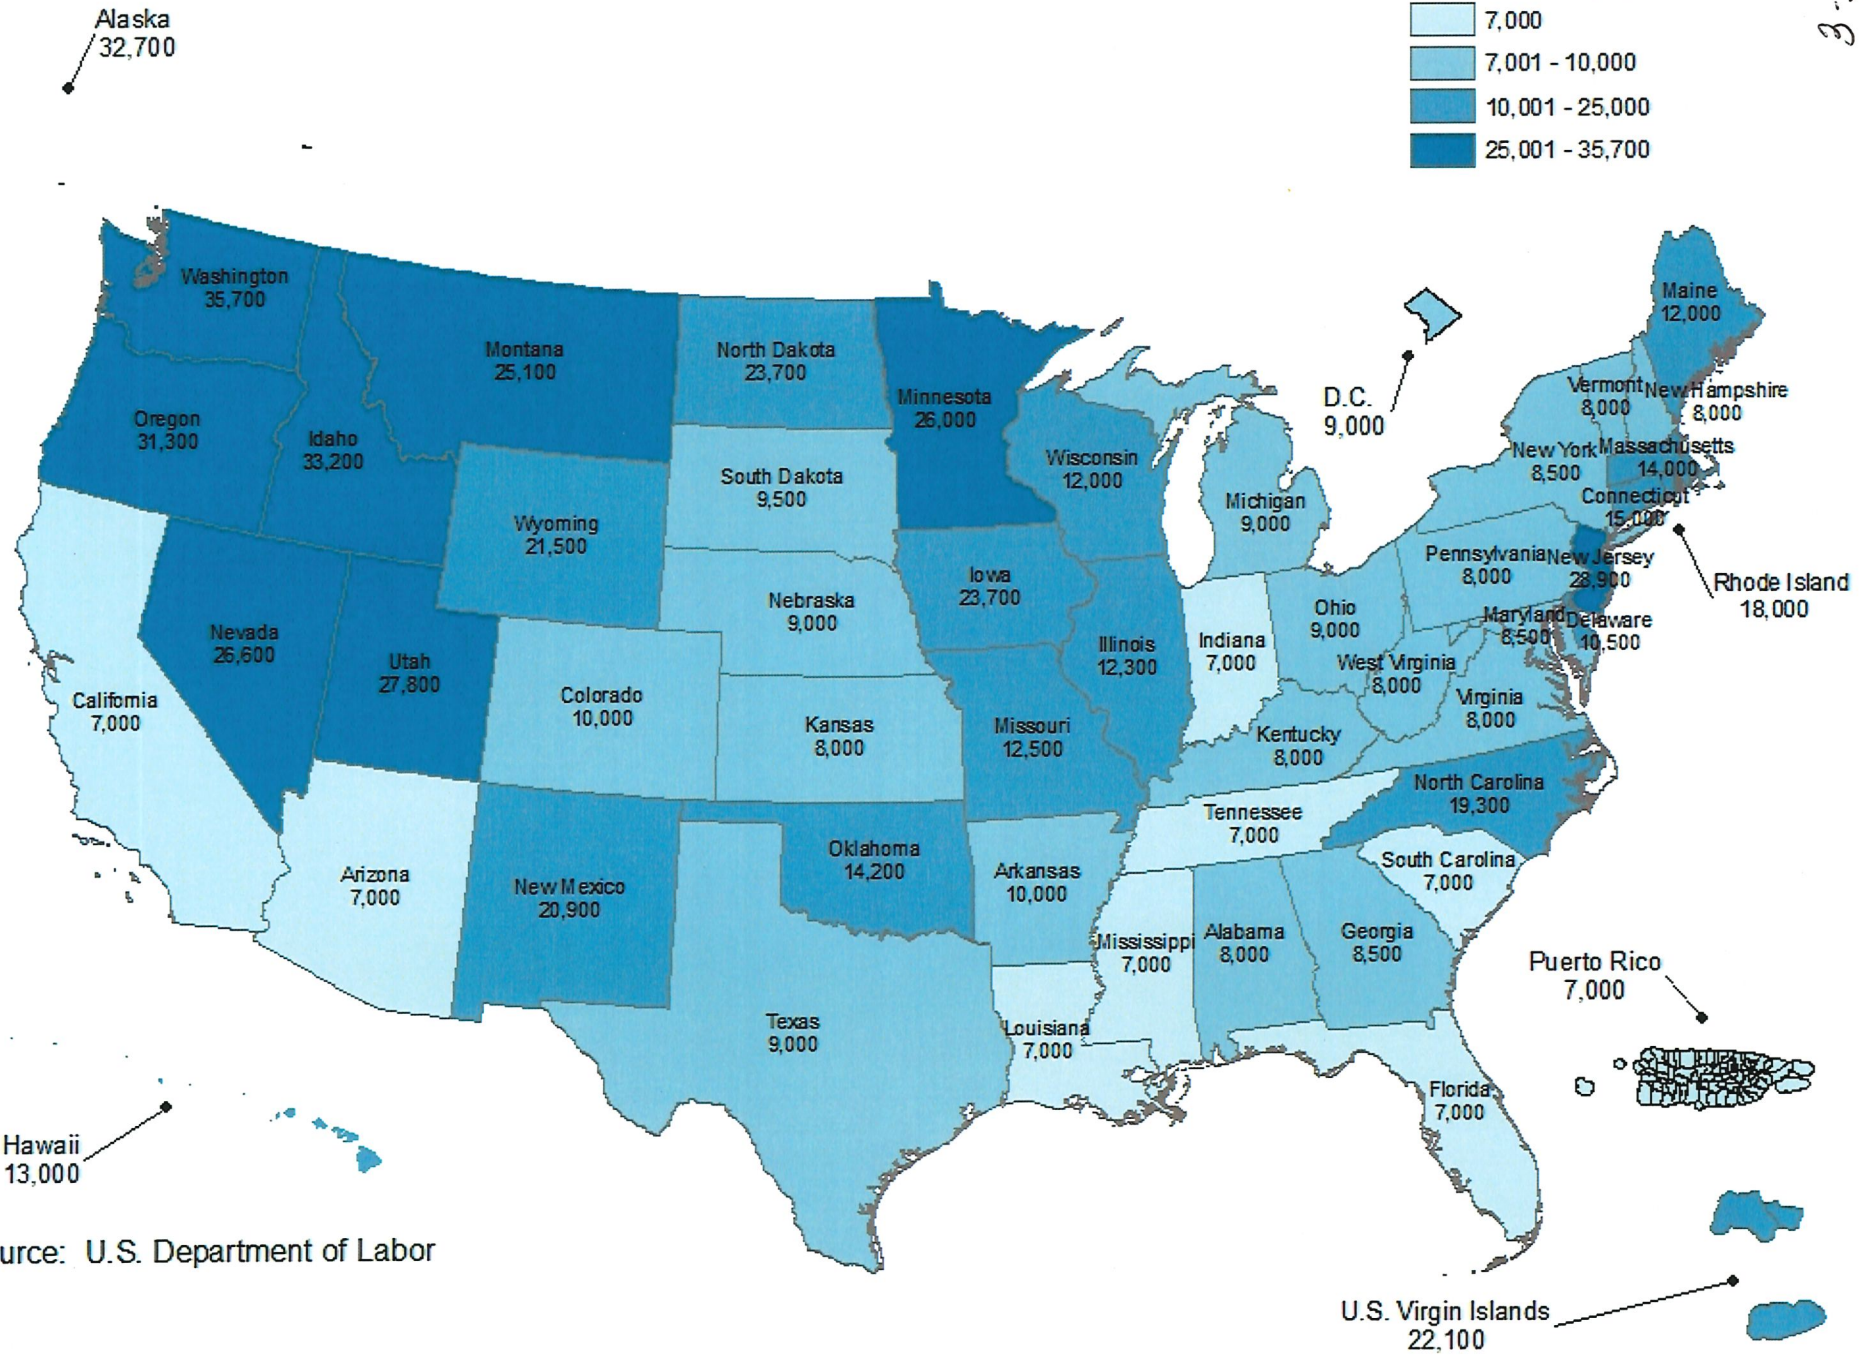 Alaska
32,700
7,000
7,001 - 10,000
10,001 - 25,000
25,001 - 35,700
3
Washington
35,700
Montana
25,100
North Dakota
23,700
Minnesota
26,000
Maine
12,000
Oregon
31,300
Idaho
33,200
D.C.
9,000
Vermont
8,000
New Hampshire
8,000
Wyoming
21,500
South Dakota
9,500
Wisconsin
12,000
Michigan
9,000
New York
8,500
Massachusetts
14,000
Connecticut
15,000
Rhode Island
18,000
Nevada
26,600
Utah
27,800
Nebraska
9,000
Iowa
23,700
Illinois
12,300
Indiana
7,000
Ohio
9,000
Pennsylvania
8,000
New Jersey
28,900
Maryland
8,500
Delaware
10,500
California
7,000
Colorado
10,000
Kansas
8,000
Missouri
12,500
Kentucky
8,000
West Virginia
8,000
Virginia
8,000
North Carolina
19,300
Tennessee
7,000
South Carolina
7,000
Arizona
7,000
New Mexico
20,900
Oklahoma
14,200
Arkansas
10,000
Mississippi
7,000
Alabama
8,000
Georgia
8,500
Texas
9,000
Louisiana
7,000
Florida
7,000
Puerto Rico
7,000
Hawaii
13,000
urce: U.S. Department of Labor
U.S. Virgin Islands
22,100